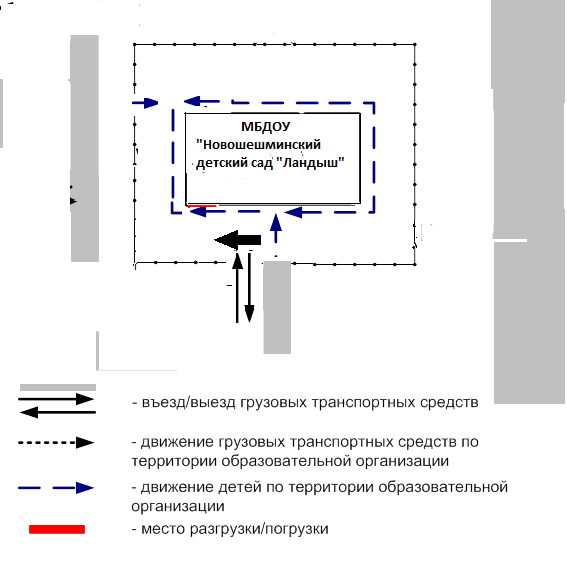 МБДОУ
"Новошешминский
детский сад "Ландыш"
- въезд/выезд грузовых транспортных средств
- движение грузовых транспортных средств по
территории образовательной организации
- движение детей по территории образовательной
организации
- место разгрузки/погрузки